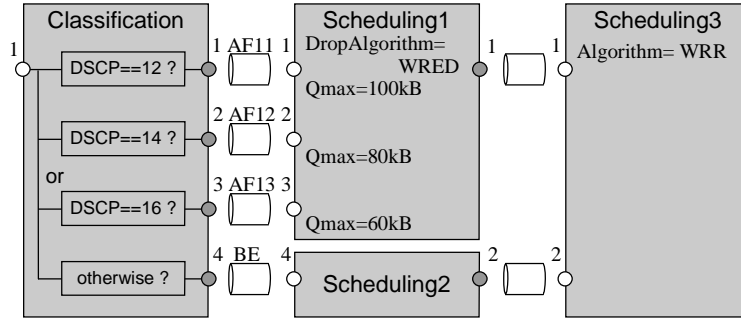 Classification
1
DSCP==12 ?
DSCP==14 ?
or
DSCP==16 ?
otherwise ?
1 AF11
2 AF12
3 AF13
4 BE
Scheduling1
1
DropAlgorithm=
WRED
Qmax=100kB
2
Qmax=80kB
3
Qmax=60kB
1
4
Scheduling2
2
Scheduling3
1
Algorithm= WRR
2